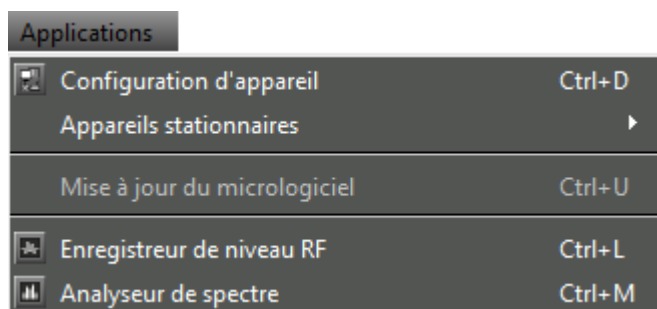 Applications
Configuration d'appareil Ctrl+D
Appareils stationnaires
Mise à jour du micrologiciel Ctrl+U
Enregistreur de niveau RF Ctrl+L
Analyseur de spectre Ctrl+M